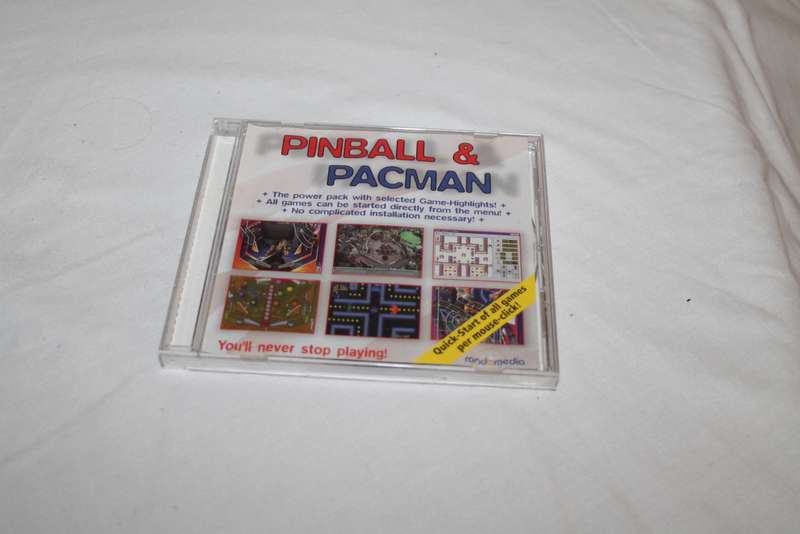 PINBALL &
PACMAN
+ The power pack with selected Game-Highlights! +
+ All games can be started directly from the menu! +
+ No complicated installation necessary! +
Quick-Start of all games
per mouse-click!
You'll never stop playing!
rondomedia